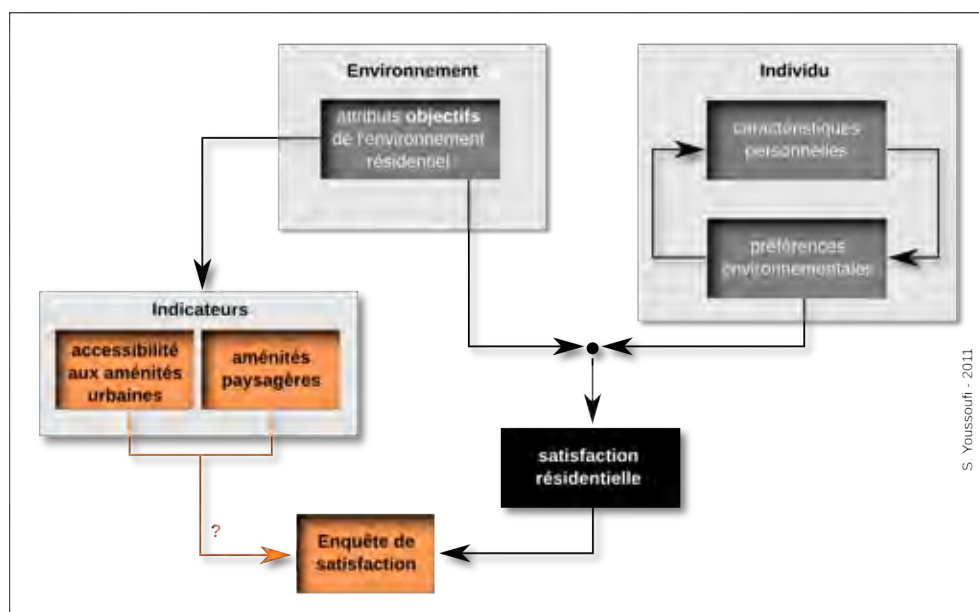 Environnement
attributs objectifs
de l'environnement
résidentiel
Individu
caractéristiques
personnelles
préférences
environnementales
Indicateurs
accessibilité
aux aménités
urbaines
aménités
paysagères
satisfaction
résidentielle
?
Enquête de
satisfaction
S. Youssoufi - 2011